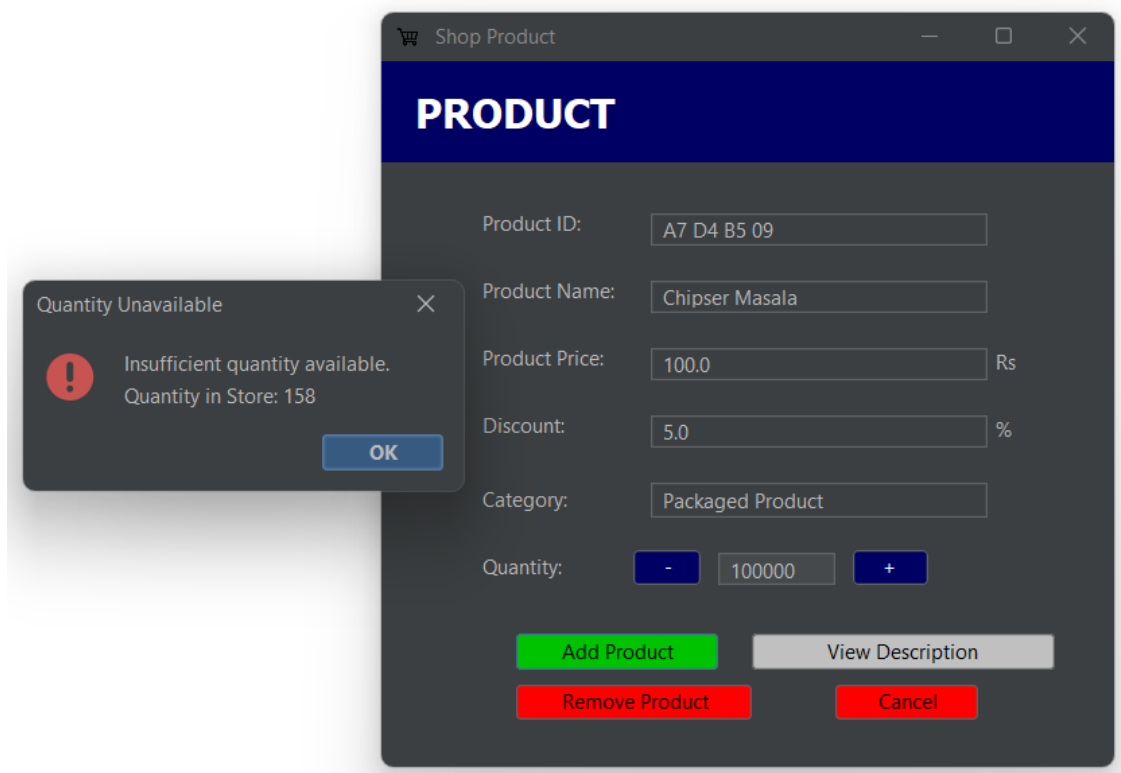 Shop Product
PRODUCT
Product ID: A7 D4 B5 09
Product Name: Chipser Masala
Product Price: 100.0 Rs
Discount: 5.0 %
Category: Packaged Product
Quantity: - 100000 +
Add Product View Description
Remove Product Cancel
Quantity Unavailable
Insufficient quantity available.
Quantity in Store: 158
OK